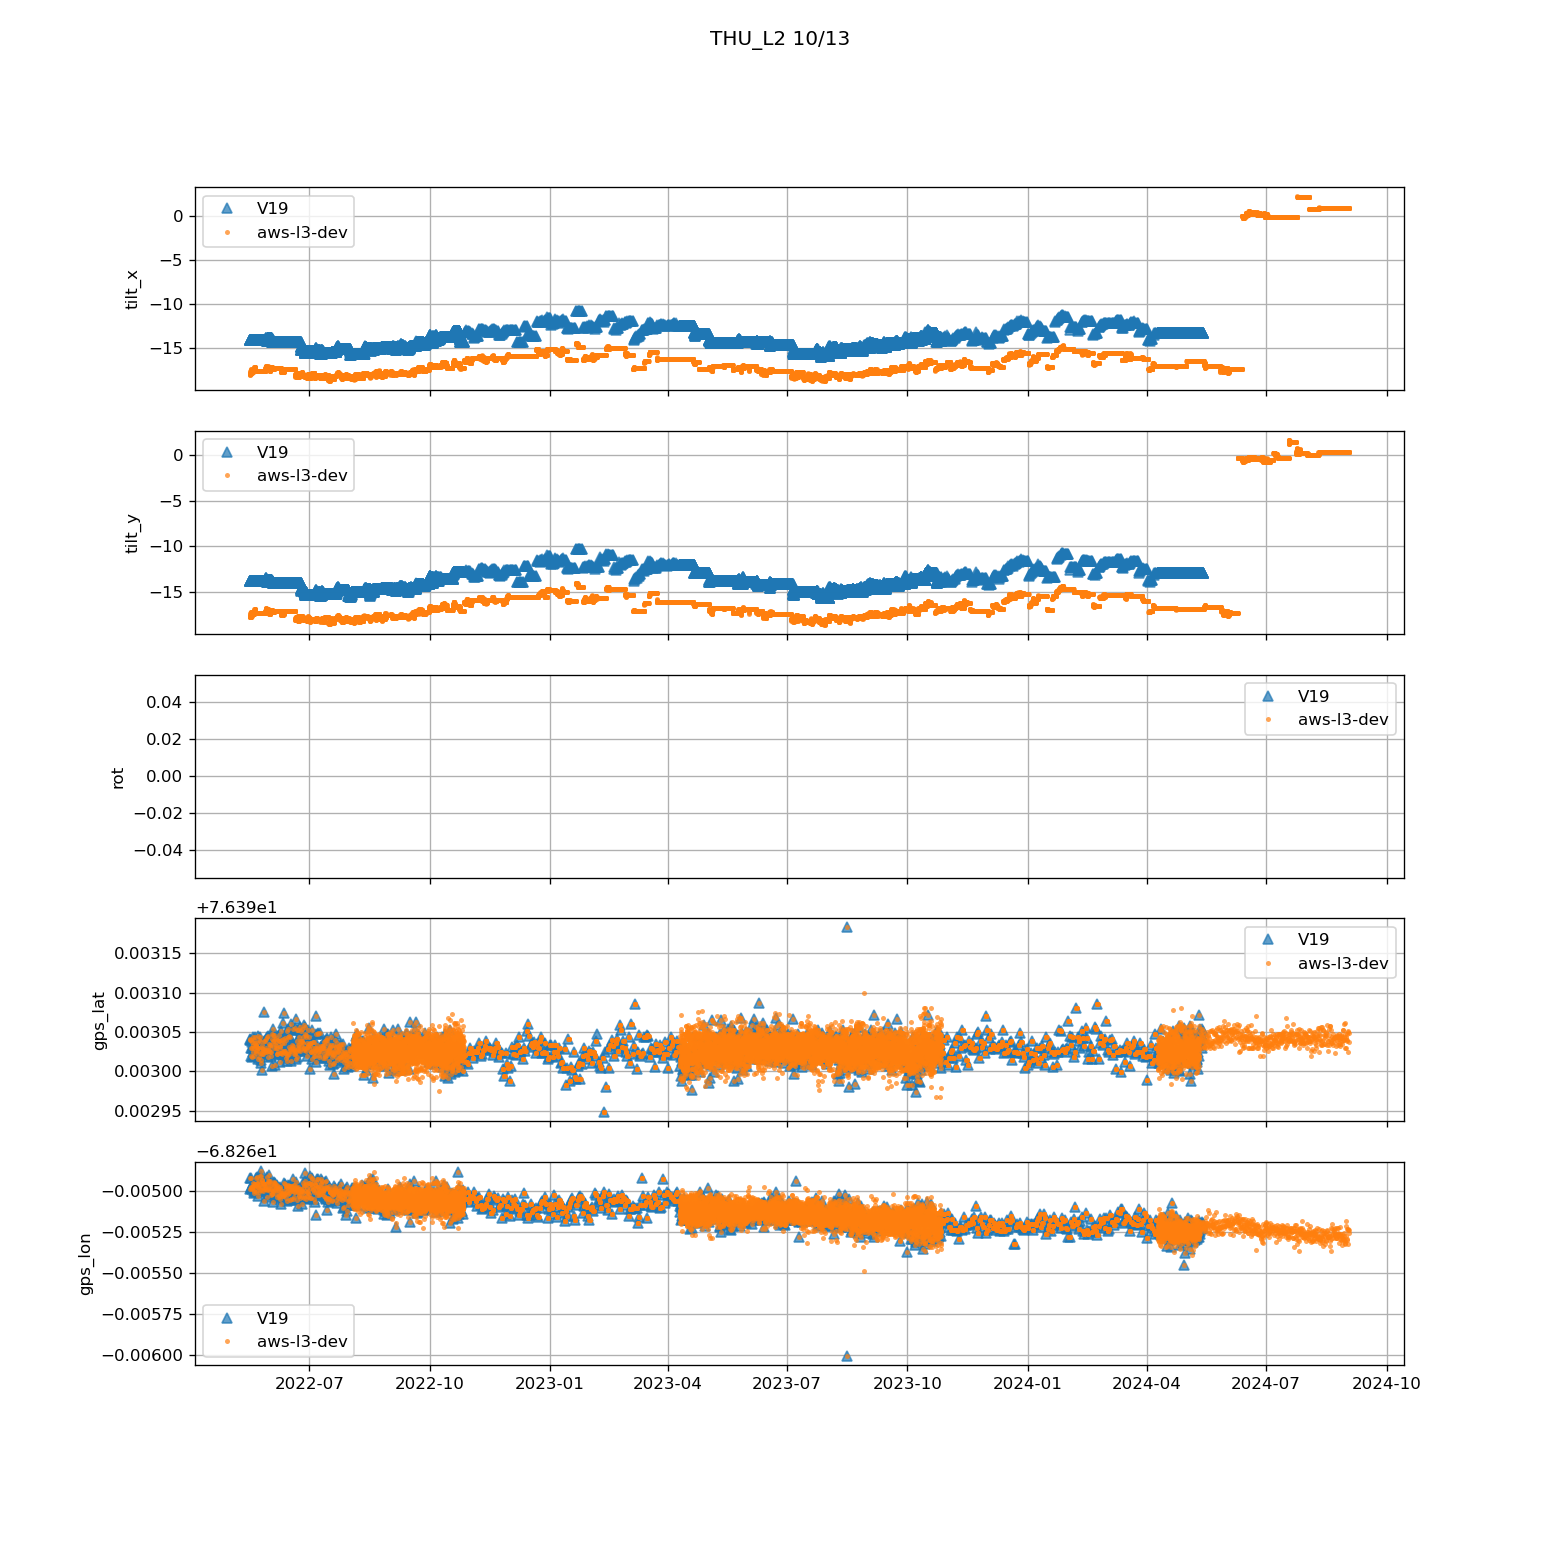 THU_L2 10/13
V19
aws-l3-dev
0
−5
−10
−15
tilt_x
V19
aws-l3-dev
0
−5
−10
−15
tilt_y
V19
aws-l3-dev
0.04
0.02
0.00
−0.02
−0.04
rot
+7.639e1
V19
aws-l3-dev
0.00315
0.00310
0.00305
0.00300
0.00295
gps_lat
−6.826e1
−0.00500
−0.00525
−0.00550
−0.00575
−0.00600
gps_lon
V19
aws-l3-dev
2022-07 2022-10 2023-01 2023-04 2023-07 2023-10 2024-01 2024-04 2024-07 2024-10